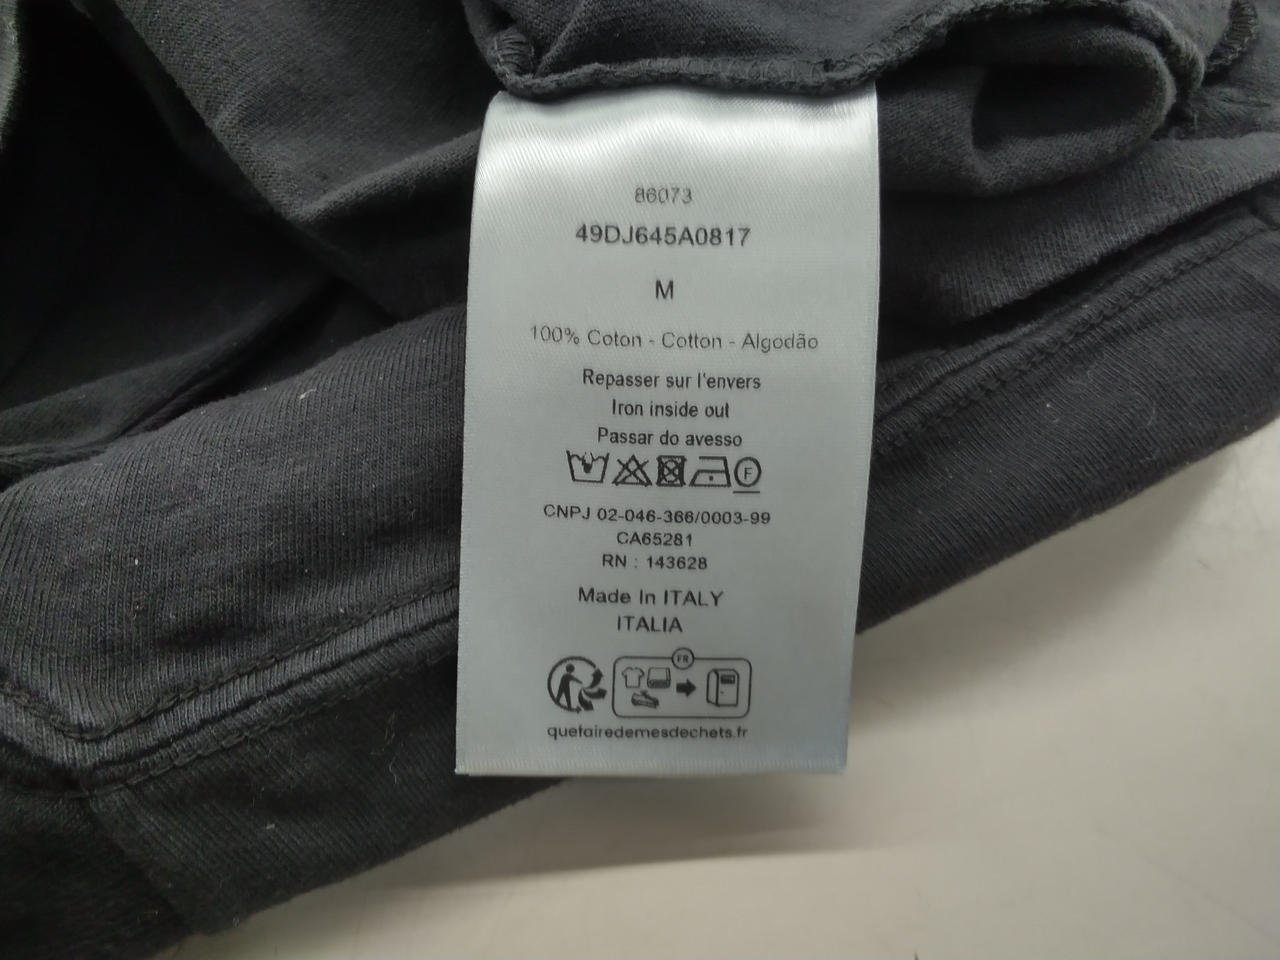 86073
49DJ645A0817
M
100% Coton - Cotton - Algodão
Repasser sur l'envers
Iron inside out
Passar do avesso
F
CNPJ 02-046-366/0003-99
CA65281
RN : 143628
Made In ITALY
ITALIA
FR
quefairedemesdechets.fr